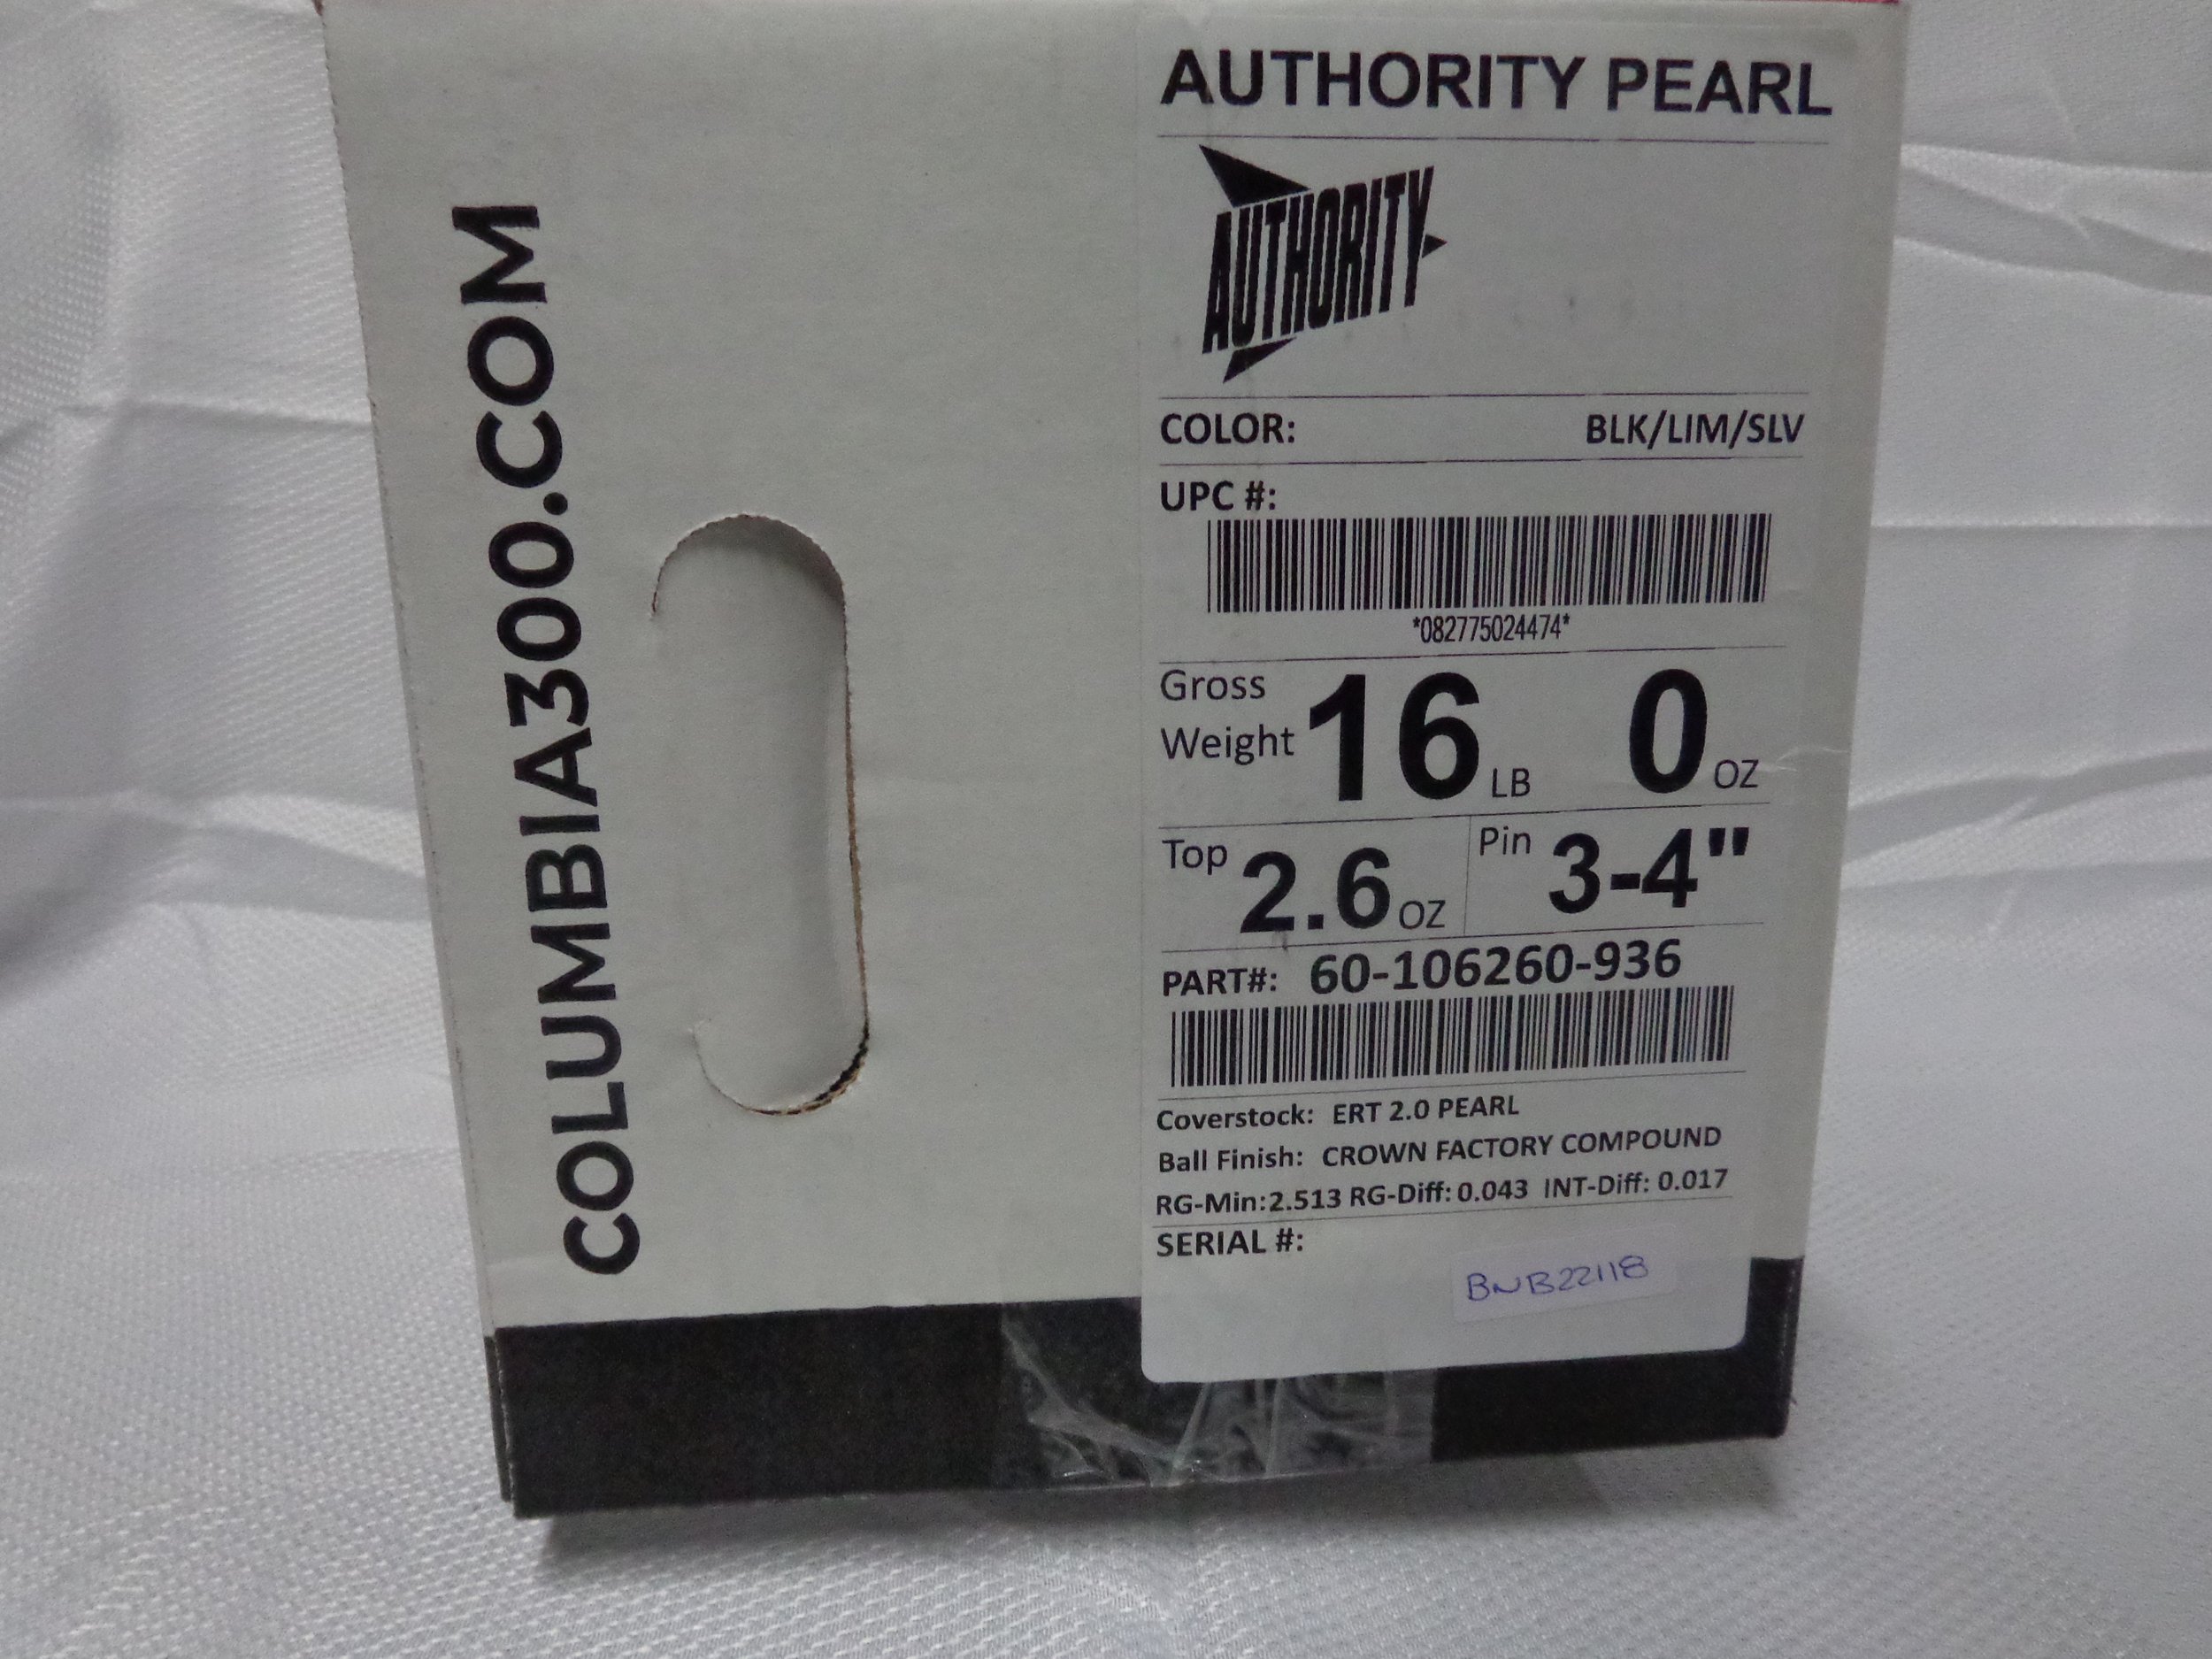 COLUMBIA300.COM
AUTHORITY PEARL
AUTHORITY
COLOR: BLK/LIM/SLV
UPC #:
*082775024474*
Gross Weight 16 LB 0 OZ
Top 2.6 OZ Pin 3-4"
PART#: 60-106260-936
Coverstock: ERT 2.0 PEARL
Ball Finish: CROWN FACTORY COMPOUND
RG-Min:2.513 RG-Diff: 0.043 INT-Diff: 0.017
SERIAL #:
BNB22118